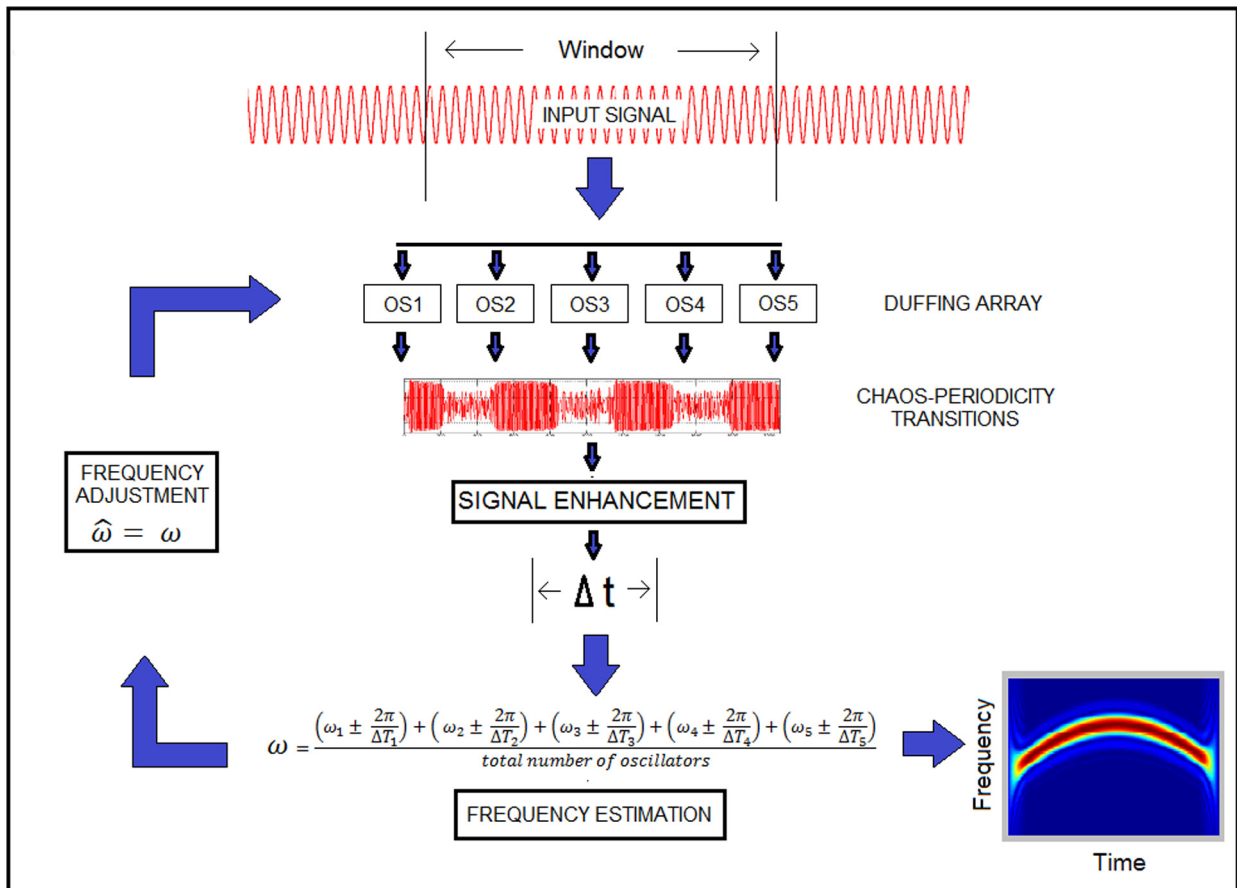 Window
INPUT SIGNAL
OS1 OS2 OS3 OS4 OS5
DUFFING ARRAY
CHAOS-PERIODICITY
TRANSITIONS
FREQUENCY
ADJUSTMENT
ω̂ = ω
SIGNAL ENHANCEMENT
Δ t
ω = (ω₁ ± 2π/ΔT₁) + (ω₂ ± 2π/ΔT₂) + (ω₃ ± 2π/ΔT₃) + (ω₄ ± 2π/ΔT₄) + (ω₅ ± 2π/ΔT₅)
total number of oscillators
FREQUENCY ESTIMATION
Frequency
Time